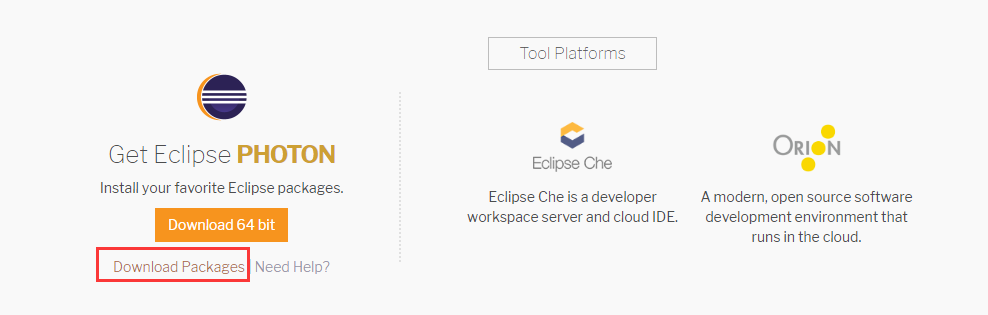 Tool Platforms
Get Eclipse PHOTON
Install your favorite Eclipse packages.
Download 64 bit
Download Packages | Need Help?
Eclipse Che
Eclipse Che is a developer
workspace server and cloud IDE.
ORION
A modern, open source software
development environment that
runs in the cloud.